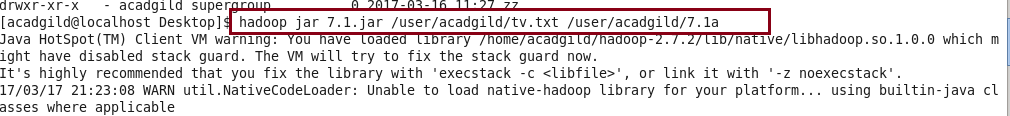 drwxr-xr-x   - acadgild supergroup          0 2017-03-16 11:27 zz
[acadgild@localhost Desktop]$ hadoop jar 7.1.jar /user/acadgild/tv.txt /user/acadgild/7.1a
Java HotSpot(TM) Client VM warning: You have loaded library /home/acadgild/hadoop-2.7.2/lib/native/libhadoop.so.1.0.0 which m
ight have disabled stack guard. The VM will try to fix the stack guard now.
It's highly recommended that you fix the library with 'execstack -c <libfile>', or link it with '-z noexecstack'.
17/03/17 21:23:08 WARN util.NativeCodeLoader: Unable to load native-hadoop library for your platform... using builtin-java cl
asses where applicable